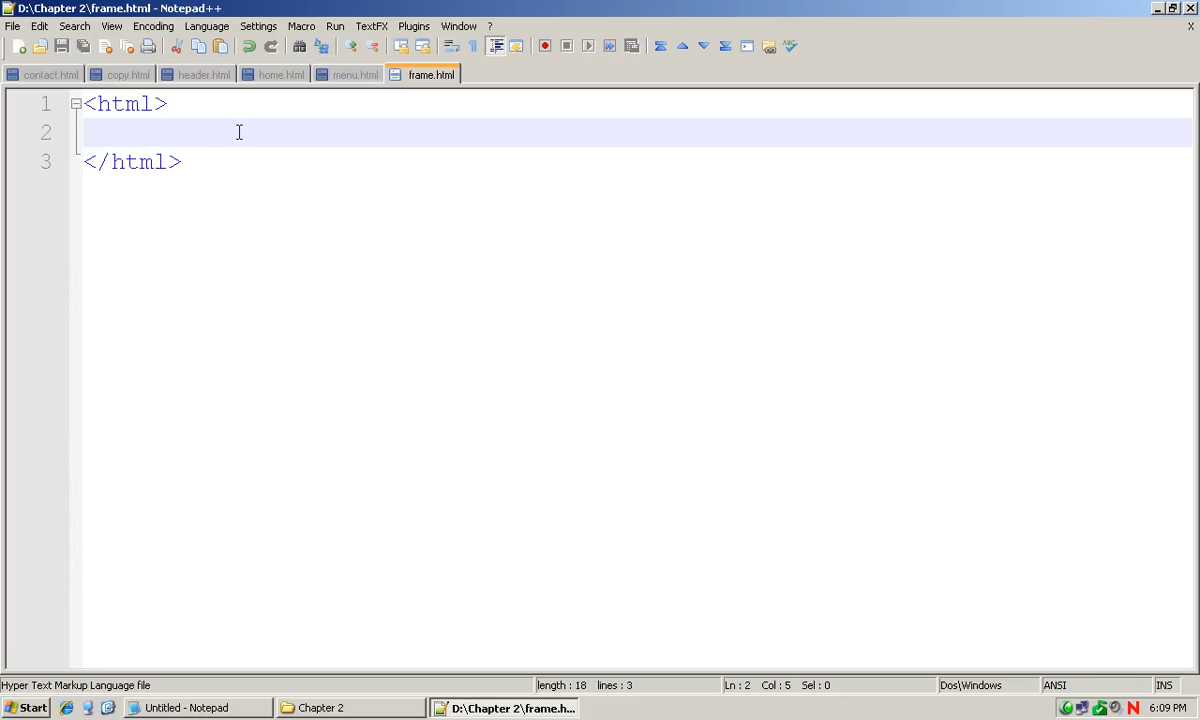 D:\Chapter 2\frame.html - Notepad++
File Edit Search View Encoding Language Settings Macro Run TextFX Plugins Window ? X
contact.html copy.html header.html home.html menu.html frame.html
1 <html>
2
3 </html>
Hyper Text Markup Language file length : 18 lines : 3 Ln : 2 Col : 5 Sel : 0 Dos\Windows ANSI INS
Start Untitled - Notepad Chapter 2 D:\Chapter 2\frame.h... N 6:09 PM